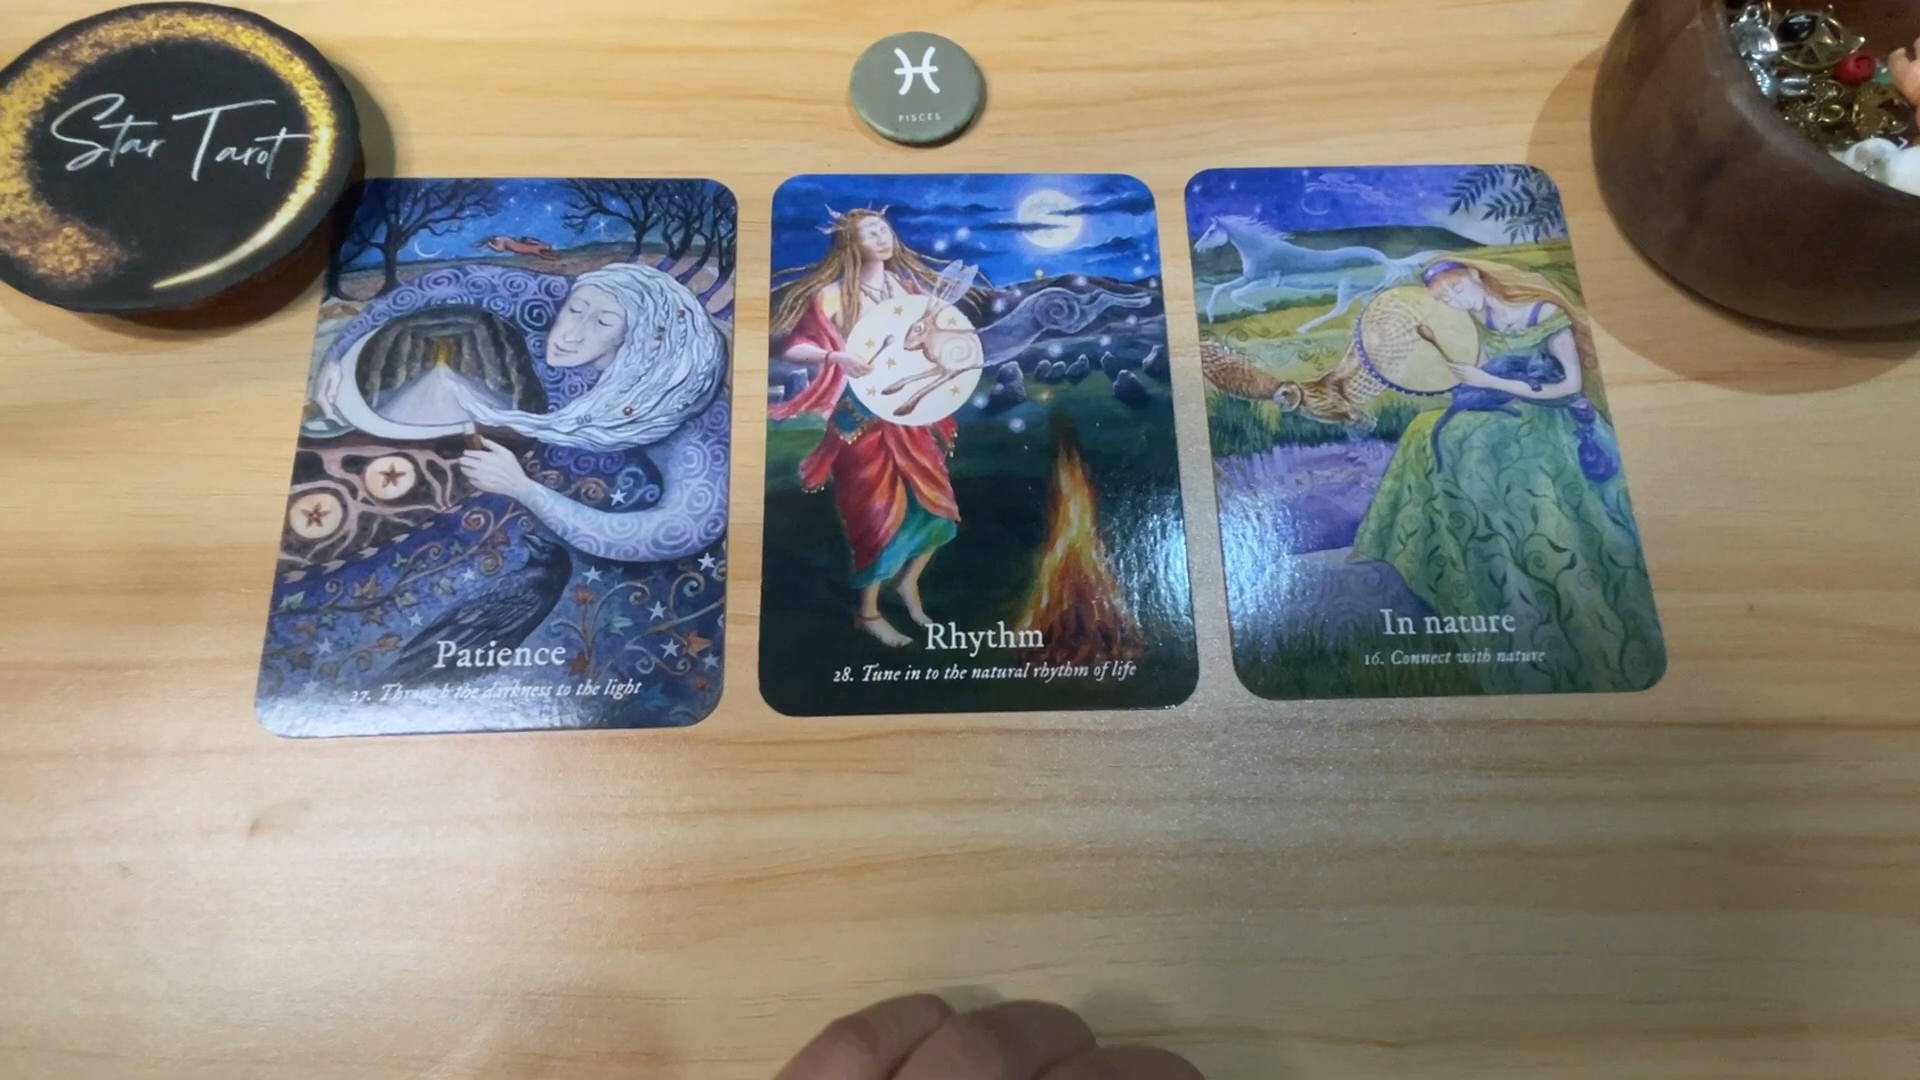 Star Tarot
PISCES
Patience
27. Through the darkness to the light
Rhythm
28. Tune in to the natural rhythm of life
In nature
16. Connect with nature